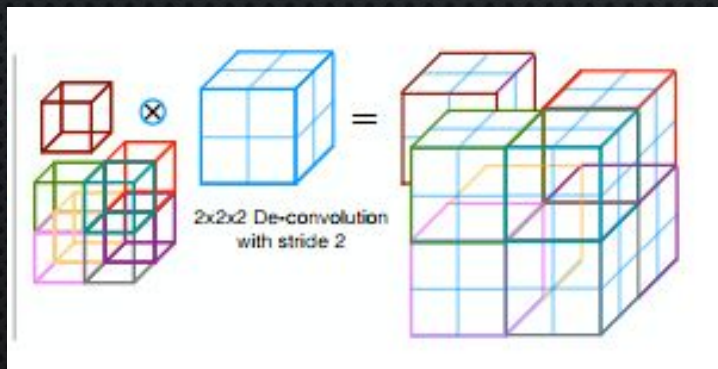 =
2x2x2 De-convolution
with stride 2